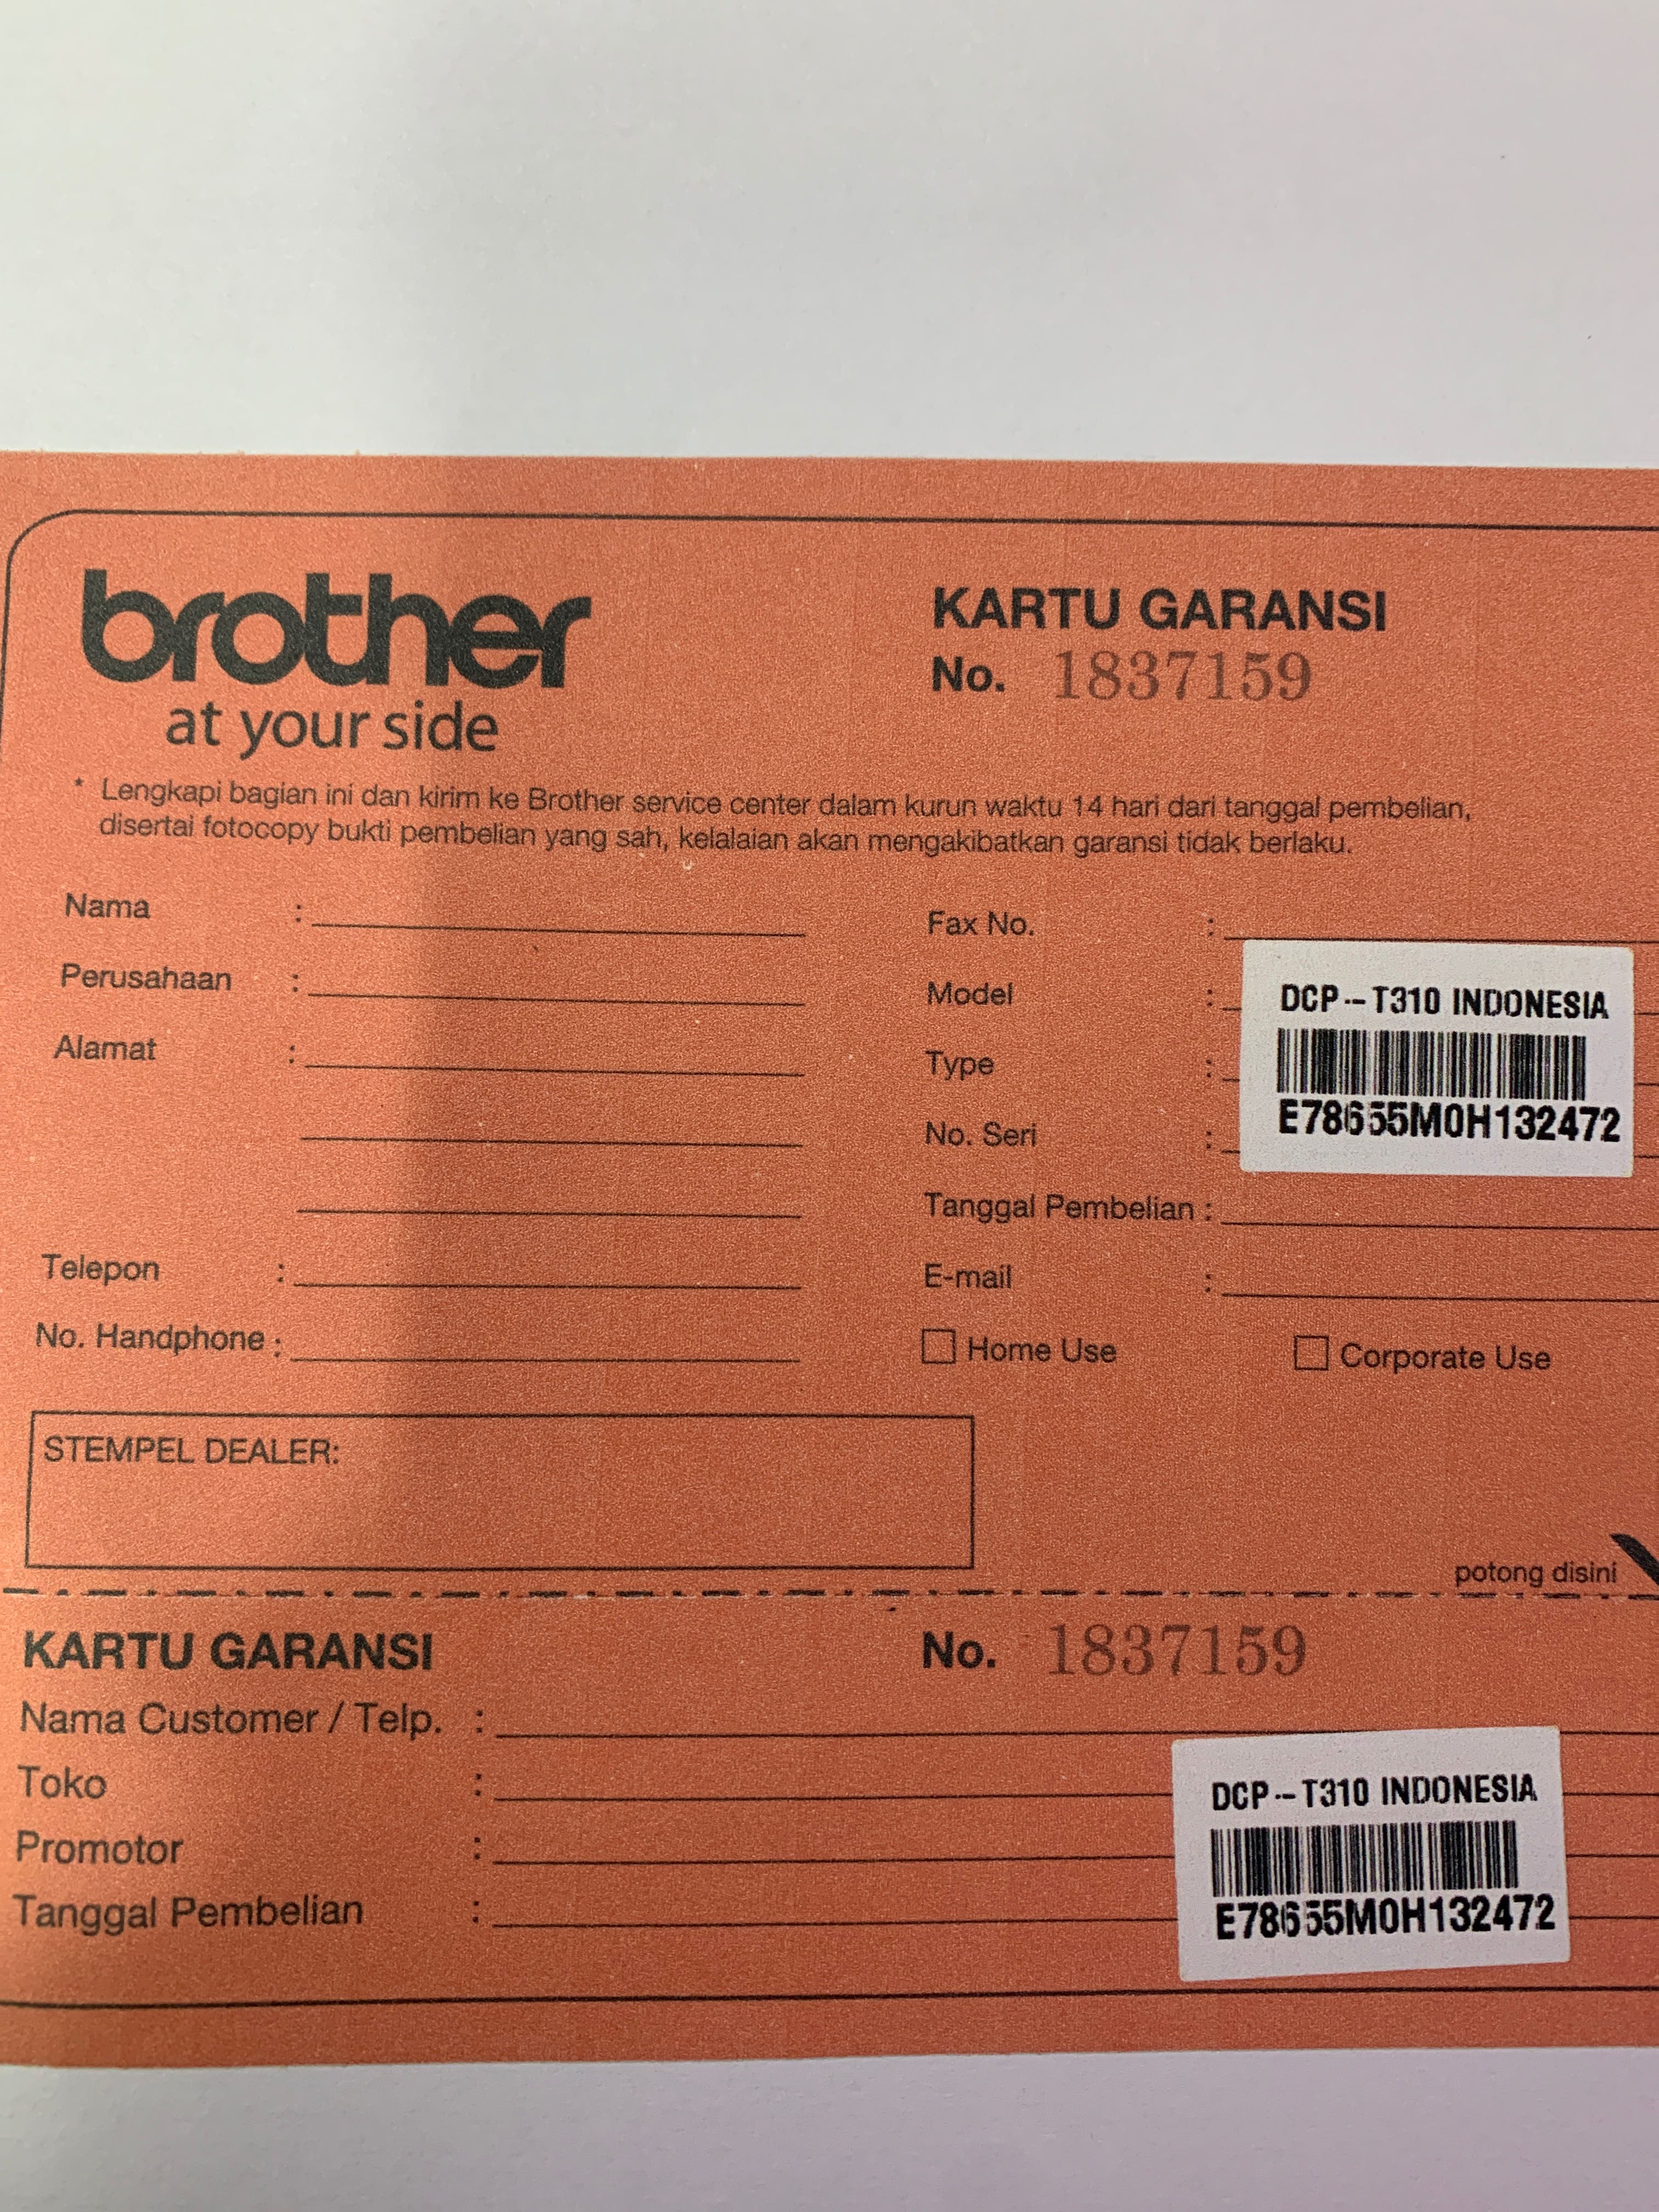 brother
at your side
KARTU GARANSI
No. 1837159
* Lengkapi bagian ini dan kirim ke Brother service center dalam kurun waktu 14 hari dari tanggal pembelian,
disertai fotocopy bukti pembelian yang sah, kelalaian akan mengakibatkan garansi tidak berlaku.
Nama :
Perusahaan :
Alamat :
Telepon :
No. Handphone :
Fax No. :
Model :
Type :
No. Seri :
DCP-T310 INDONESIA
E78655M0H132472
Tanggal Pembelian :
E-mail :
Home Use
Corporate Use
STEMPEL DEALER:
potong disini
KARTU GARANSI
No. 1837159
Nama Customer / Telp. :
Toko :
Promotor :
Tanggal Pembelian :
DCP-T310 INDONESIA
E78655M0H132472